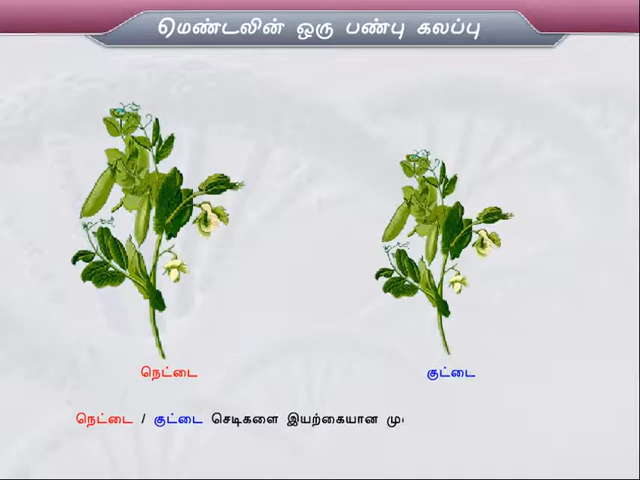 மெண்டலின் ஒரு பண்பு கலப்பு
நெட்டை
குட்டை
நெட்டை / குட்டை செடிகளை இயற்கையான